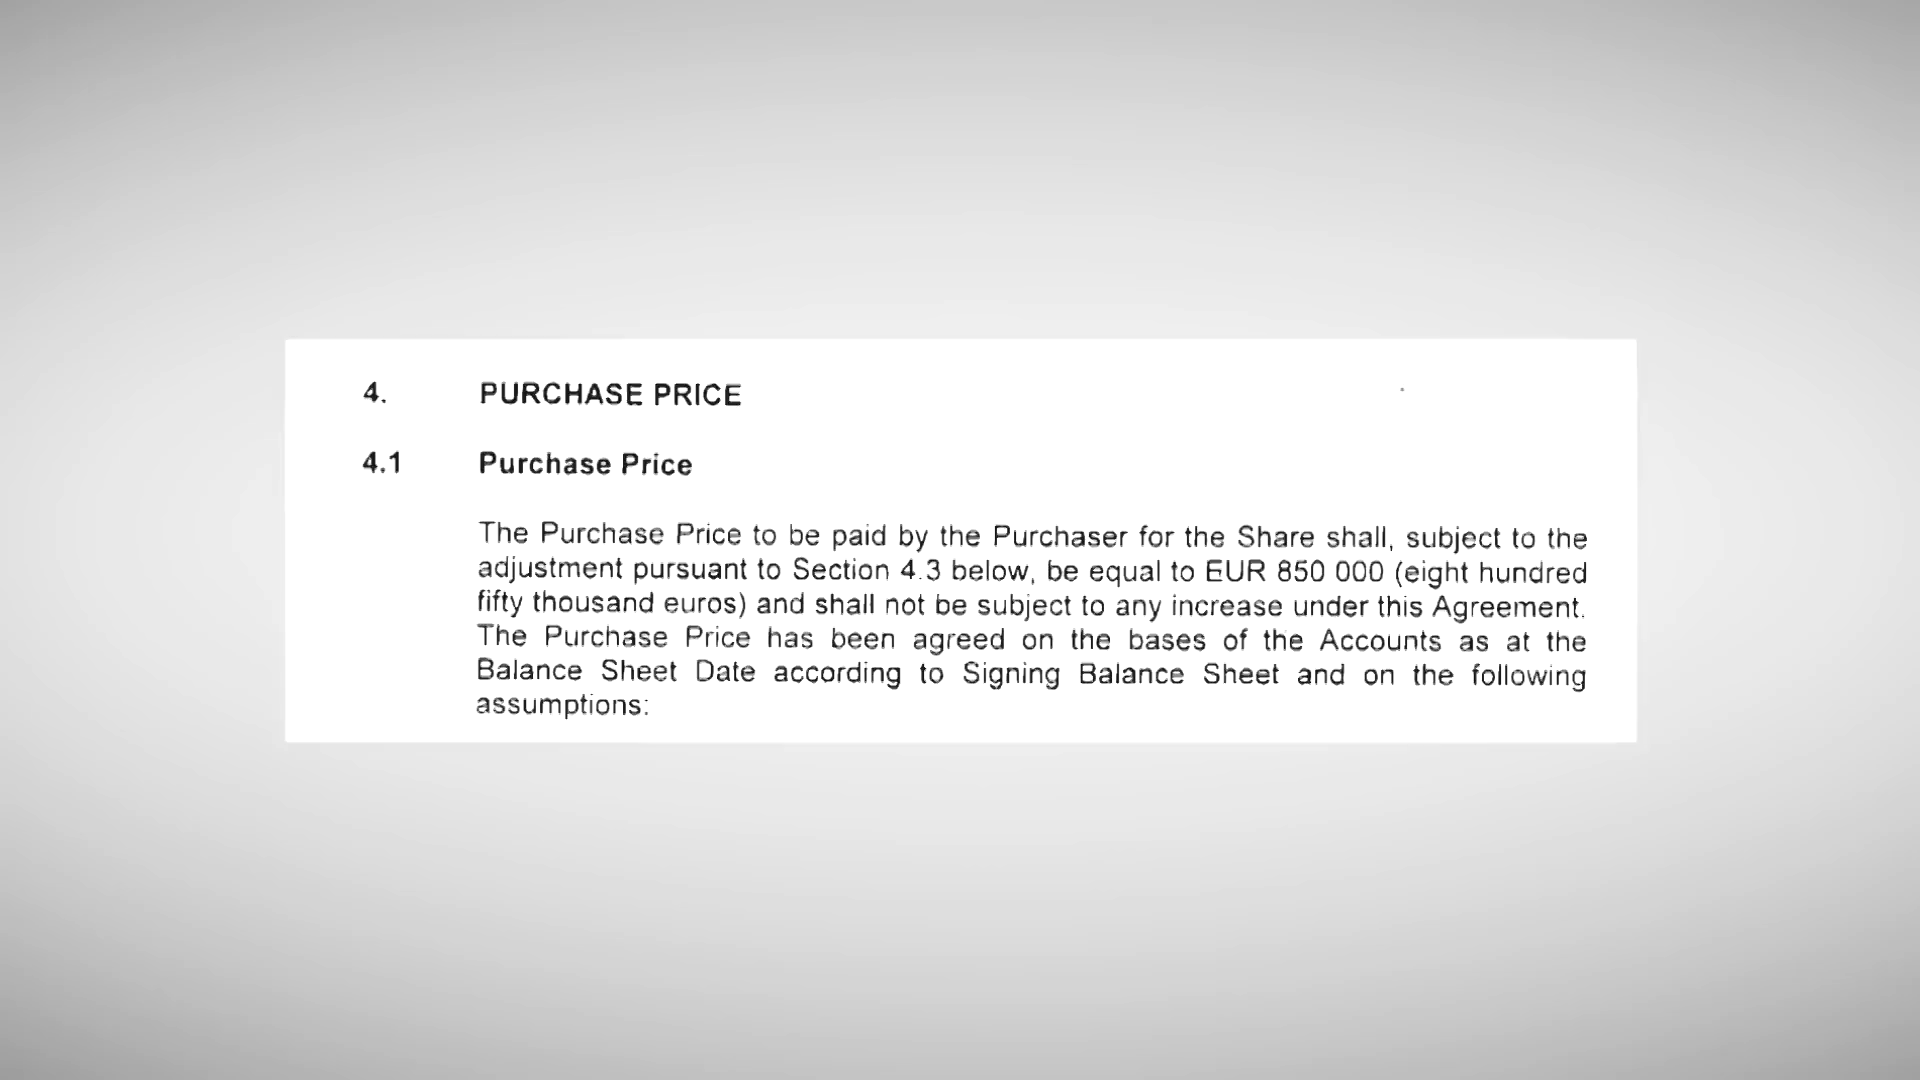 4. PURCHASE PRICE
4.1 Purchase Price
The Purchase Price to be paid by the Purchaser for the Share shall, subject to the
adjustment pursuant to Section 4.3 below, be equal to EUR 850 000 (eight hundred
fifty thousand euros) and shall not be subject to any increase under this Agreement.
The Purchase Price has been agreed on the bases of the Accounts as at the
Balance Sheet Date according to Signing Balance Sheet and on the following
assumptions: